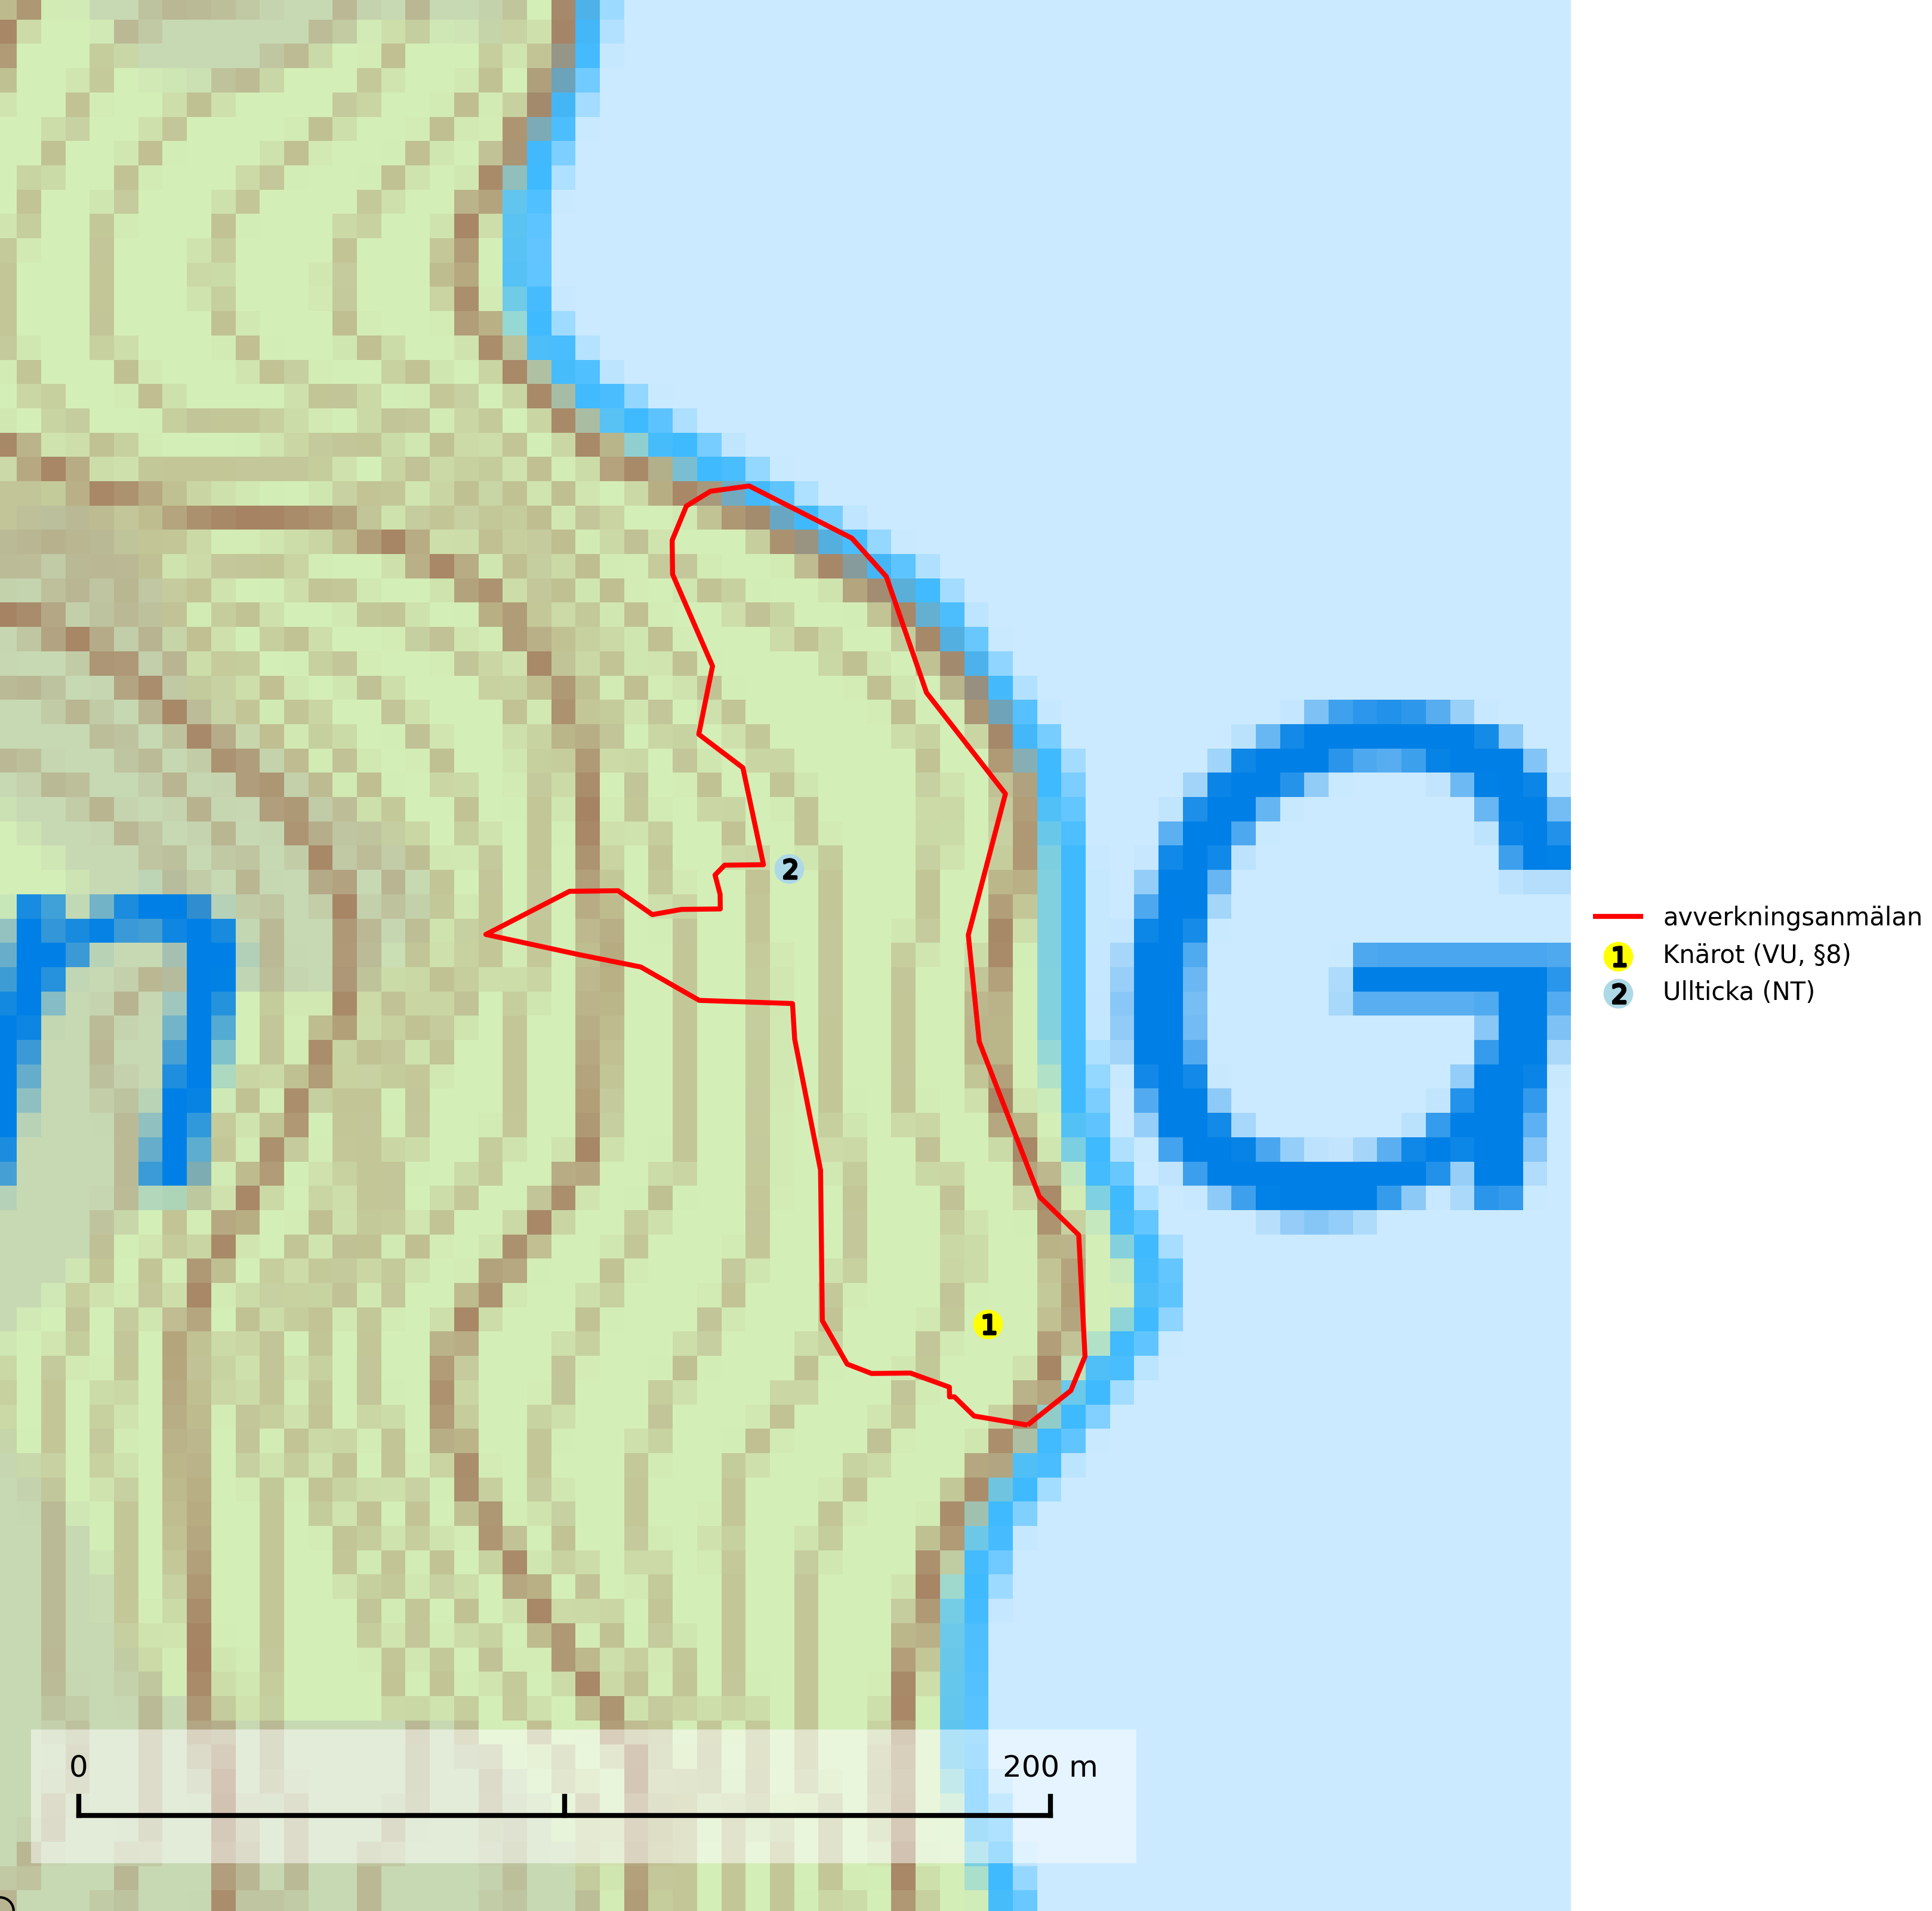 2
G
avverkningsanmälan
1 Knärot (VU, §8)
2 Ullticka (NT)
1
0 200 m